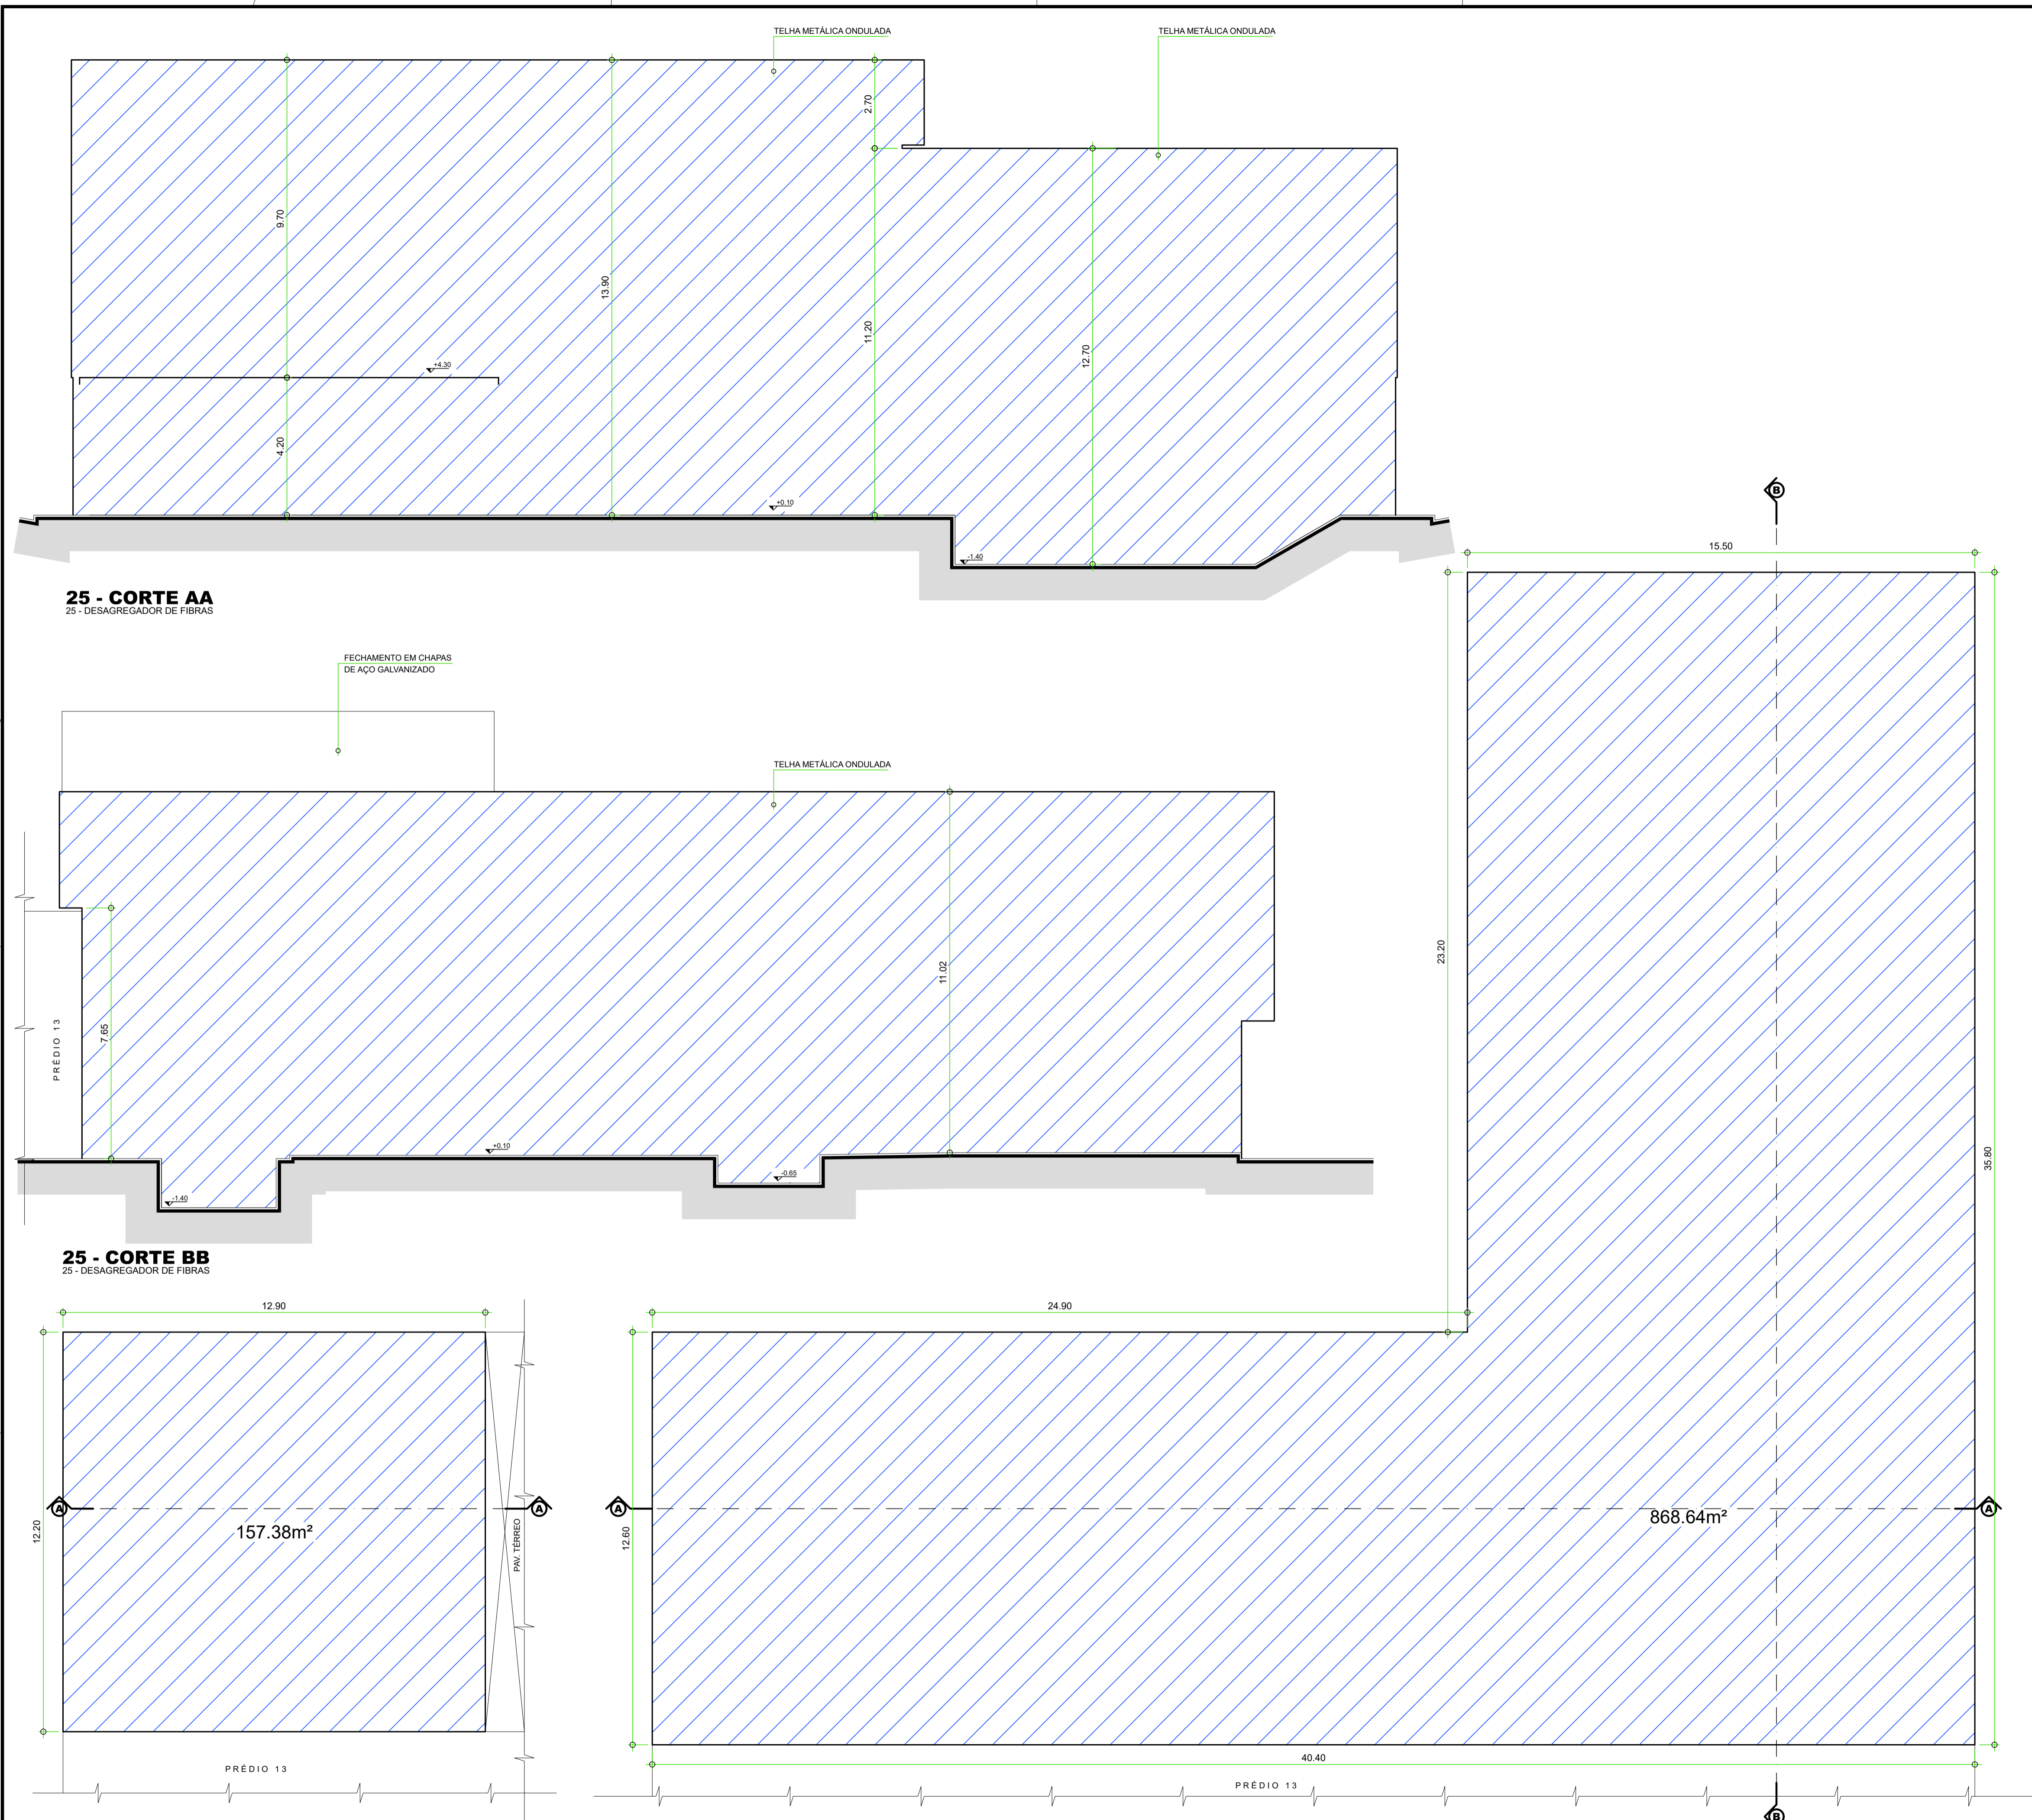 TELHA METÁLICA ONDULADA
TELHA METÁLICA ONDULADA
2.70
9.70
13.90
11.20
12.70
+4.30
4.20
+0.10
-1.40
25 - CORTE AA
25 - DESAGREGADOR DE FIBRAS
B
15.50
FECHAMENTO EM CHAPAS
DE AÇO GALVANIZADO
TELHA METÁLICA ONDULADA
23.20
11.02
7.65
PRÉDIO 13
+0.10
-0.65
-1.40
35.80
25 - CORTE BB
25 - DESAGREGADOR DE FIBRAS
12.90
24.90
A
A
A
A
12.20
157.38m²
PAV. TÉRREO
12.60
868.64m²
40.40
PRÉDIO 13
PRÉDIO 13
B